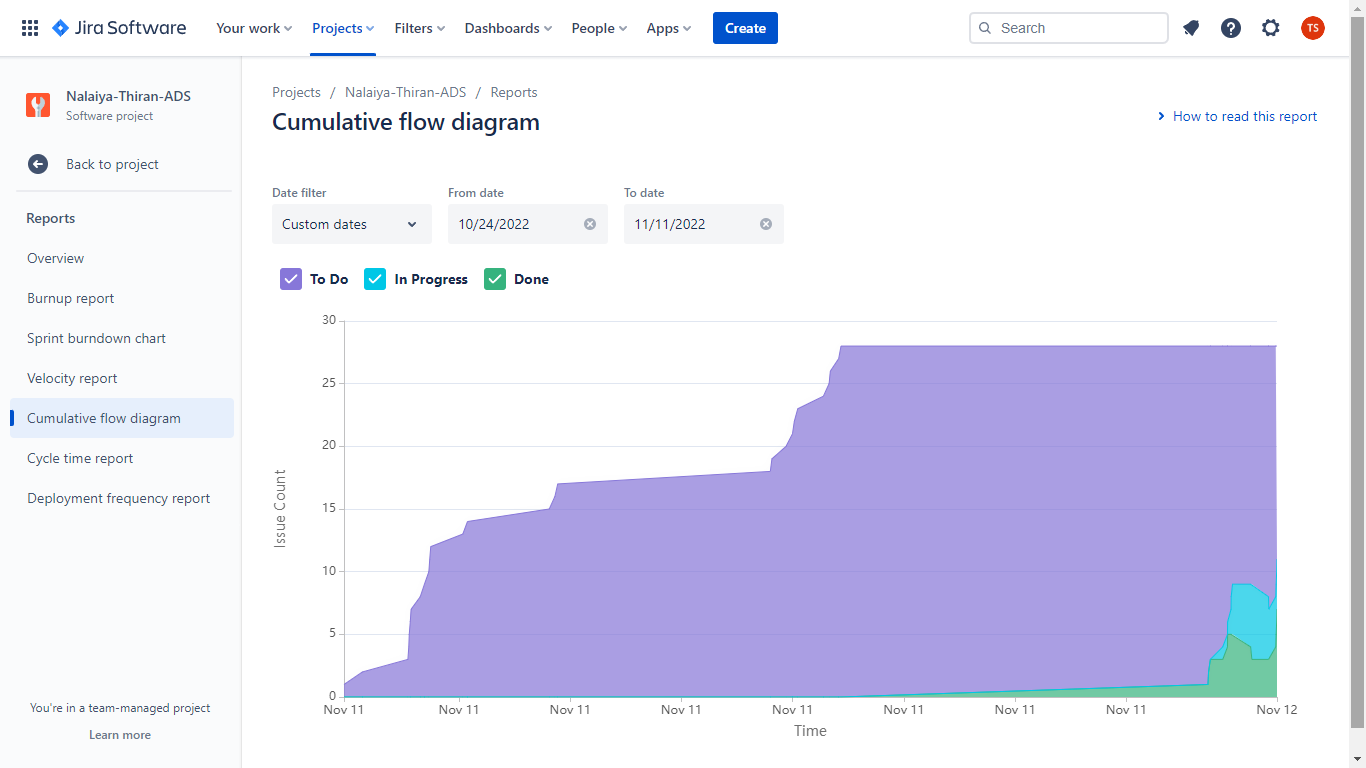 Jira Software Your work Projects Filters Dashboards People Apps Create Search TS
Nalaiya-Thiran-ADS
Software project
Back to project
Reports
Overview
Burnup report
Sprint burndown chart
Velocity report
Cumulative flow diagram
Cycle time report
Deployment frequency report
You're in a team-managed project
Learn more
Projects / Nalaiya-Thiran-ADS / Reports
Cumulative flow diagram
How to read this report
Date filter From date To date
Custom dates 10/24/2022 11/11/2022
To Do In Progress Done
30
25
20
15
10
5
0
Issue Count
Nov 11 Nov 11 Nov 11 Nov 11 Nov 11 Nov 11 Nov 11 Nov 11 Nov 12
Time